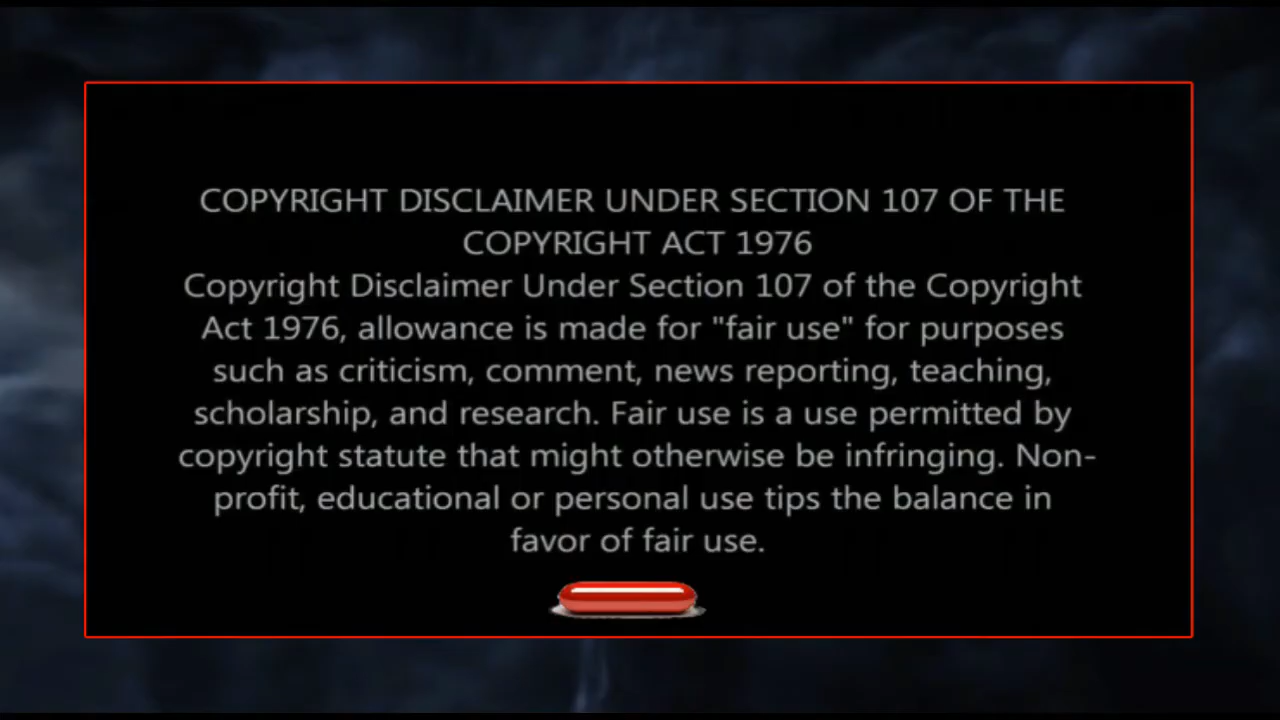 COPYRIGHT DISCLAIMER UNDER SECTION 107 OF THE
COPYRIGHT ACT 1976
Copyright Disclaimer Under Section 107 of the Copyright
Act 1976, allowance is made for "fair use" for purposes
such as criticism, comment, news reporting, teaching,
scholarship, and research. Fair use is a use permitted by
copyright statute that might otherwise be infringing. Non-
profit, educational or personal use tips the balance in
favor of fair use.